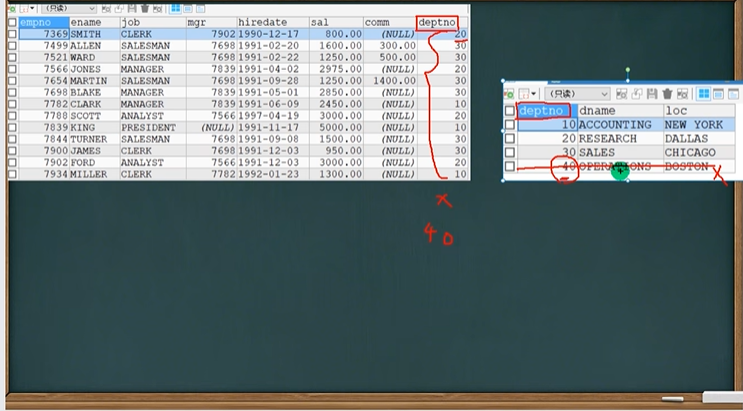 (只读)
empno ename job mgr hiredate sal comm deptno
7369 SMITH CLERK 7902 1990-12-17 800.00 (NULL) 20
7499 ALLEN SALESMAN 7698 1991-02-20 1600.00 300.00 30
7521 WARD SALESMAN 7698 1991-02-22 1250.00 500.00 30
7566 JONES MANAGER 7839 1991-04-02 2975.00 (NULL) 20
7654 MARTIN SALESMAN 7698 1991-09-28 1250.00 1400.00 30
7698 BLAKE MANAGER 7839 1991-05-01 2850.00 (NULL) 30
7782 CLARK MANAGER 7839 1991-06-09 2450.00 (NULL) 10
7788 SCOTT ANALYST 7566 1997-04-19 3000.00 (NULL) 20
7839 KING PRESIDENT (NULL) 1991-11-17 5000.00 (NULL) 10
7844 TURNER SALESMAN 7698 1991-09-08 1500.00 (NULL) 30
7900 JAMES CLERK 7698 1991-12-03 950.00 (NULL) 30
7902 FORD ANALYST 7566 1991-12-03 3000.00 (NULL) 20
7934 MILLER CLERK 7782 1992-01-23 1300.00 (NULL) 10
x
40
(只读)
deptno dname loc
10 ACCOUNTING NEW YORK
20 RESEARCH DALLAS
30 SALES CHICAGO
40 OPERATIONS BOSTON
x